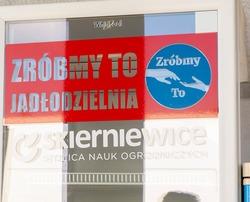 ZRÓBMY TO
JADŁODZIELNIA
Zróbmy
To
skierniewice
STOLICA NAUK OGRODNICZYCH